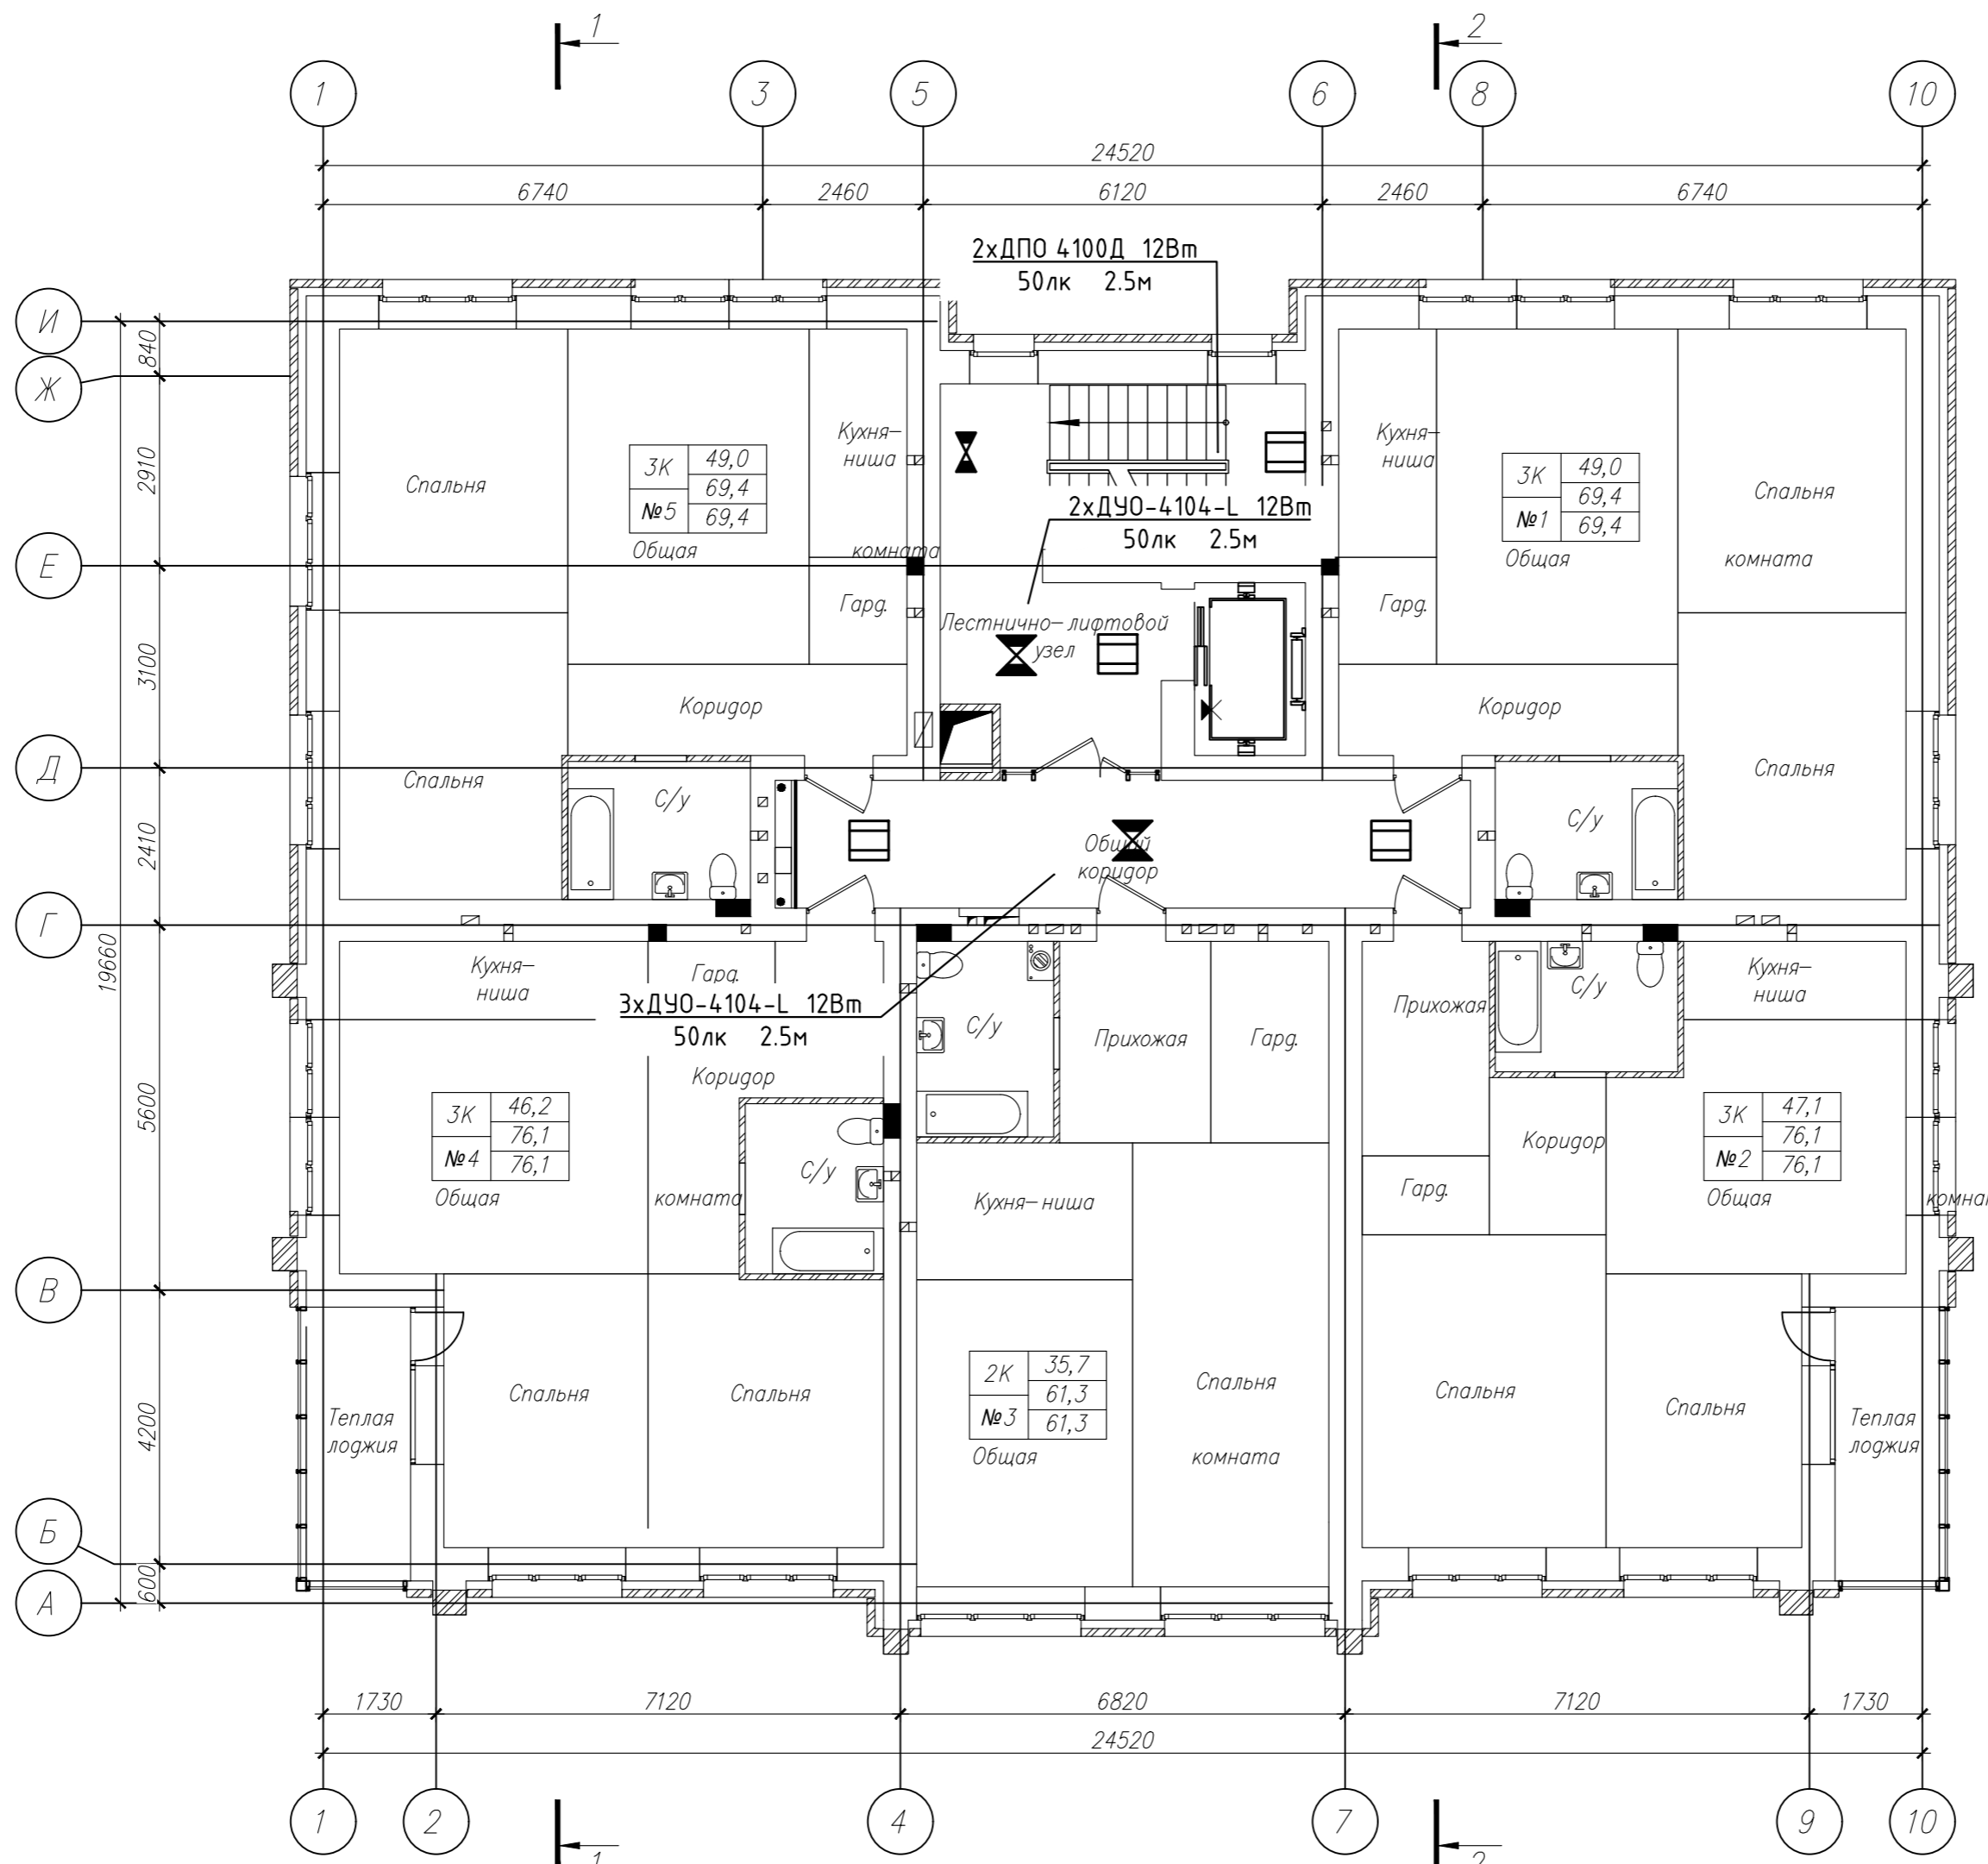 1
2
1
3
5
6
8
10
24520
6740
2460
6120
2460
6740
2хДПО 4100Д 12Вт
50лк 2.5м
И
Ж
Е
Д
Г
В
Б
А
840
2910
3100
2410
5600
4200
600
19660
Спальня
3К
49,0
69,4
№5
69,4
Общая
комната
Кухня-
ниша
Гард.
Коридор
Спальня
С/у
2хДУО-4104-L 12Вт
50лк 2.5м
Лестнично-лифтовой
узел
Кухня-
ниша
3К
49,0
69,4
№1
69,4
Общая
комната
Спальня
Гард.
Коридор
Спальня
С/у
Общий
коридор
Кухня-
ниша
Гард.
3хДУО-4104-L 12Вт
50лк 2.5м
Коридор
3К
46,2
76,1
№4
76,1
Общая
комната
С/у
Спальня
Спальня
Теплая
лоджия
С/у
Прихожая
Гард.
Кухня-ниша
2К
35,7
61,3
№3
61,3
Общая
комната
Спальня
Прихожая
С/у
Кухня-
ниша
Коридор
Гард.
3К
47,1
76,1
№2
76,1
Общая
Спальня
Спальня
Теплая
лоджия
1730
7120
6820
7120
1730
24520
1
2
4
7
9
10
1
2